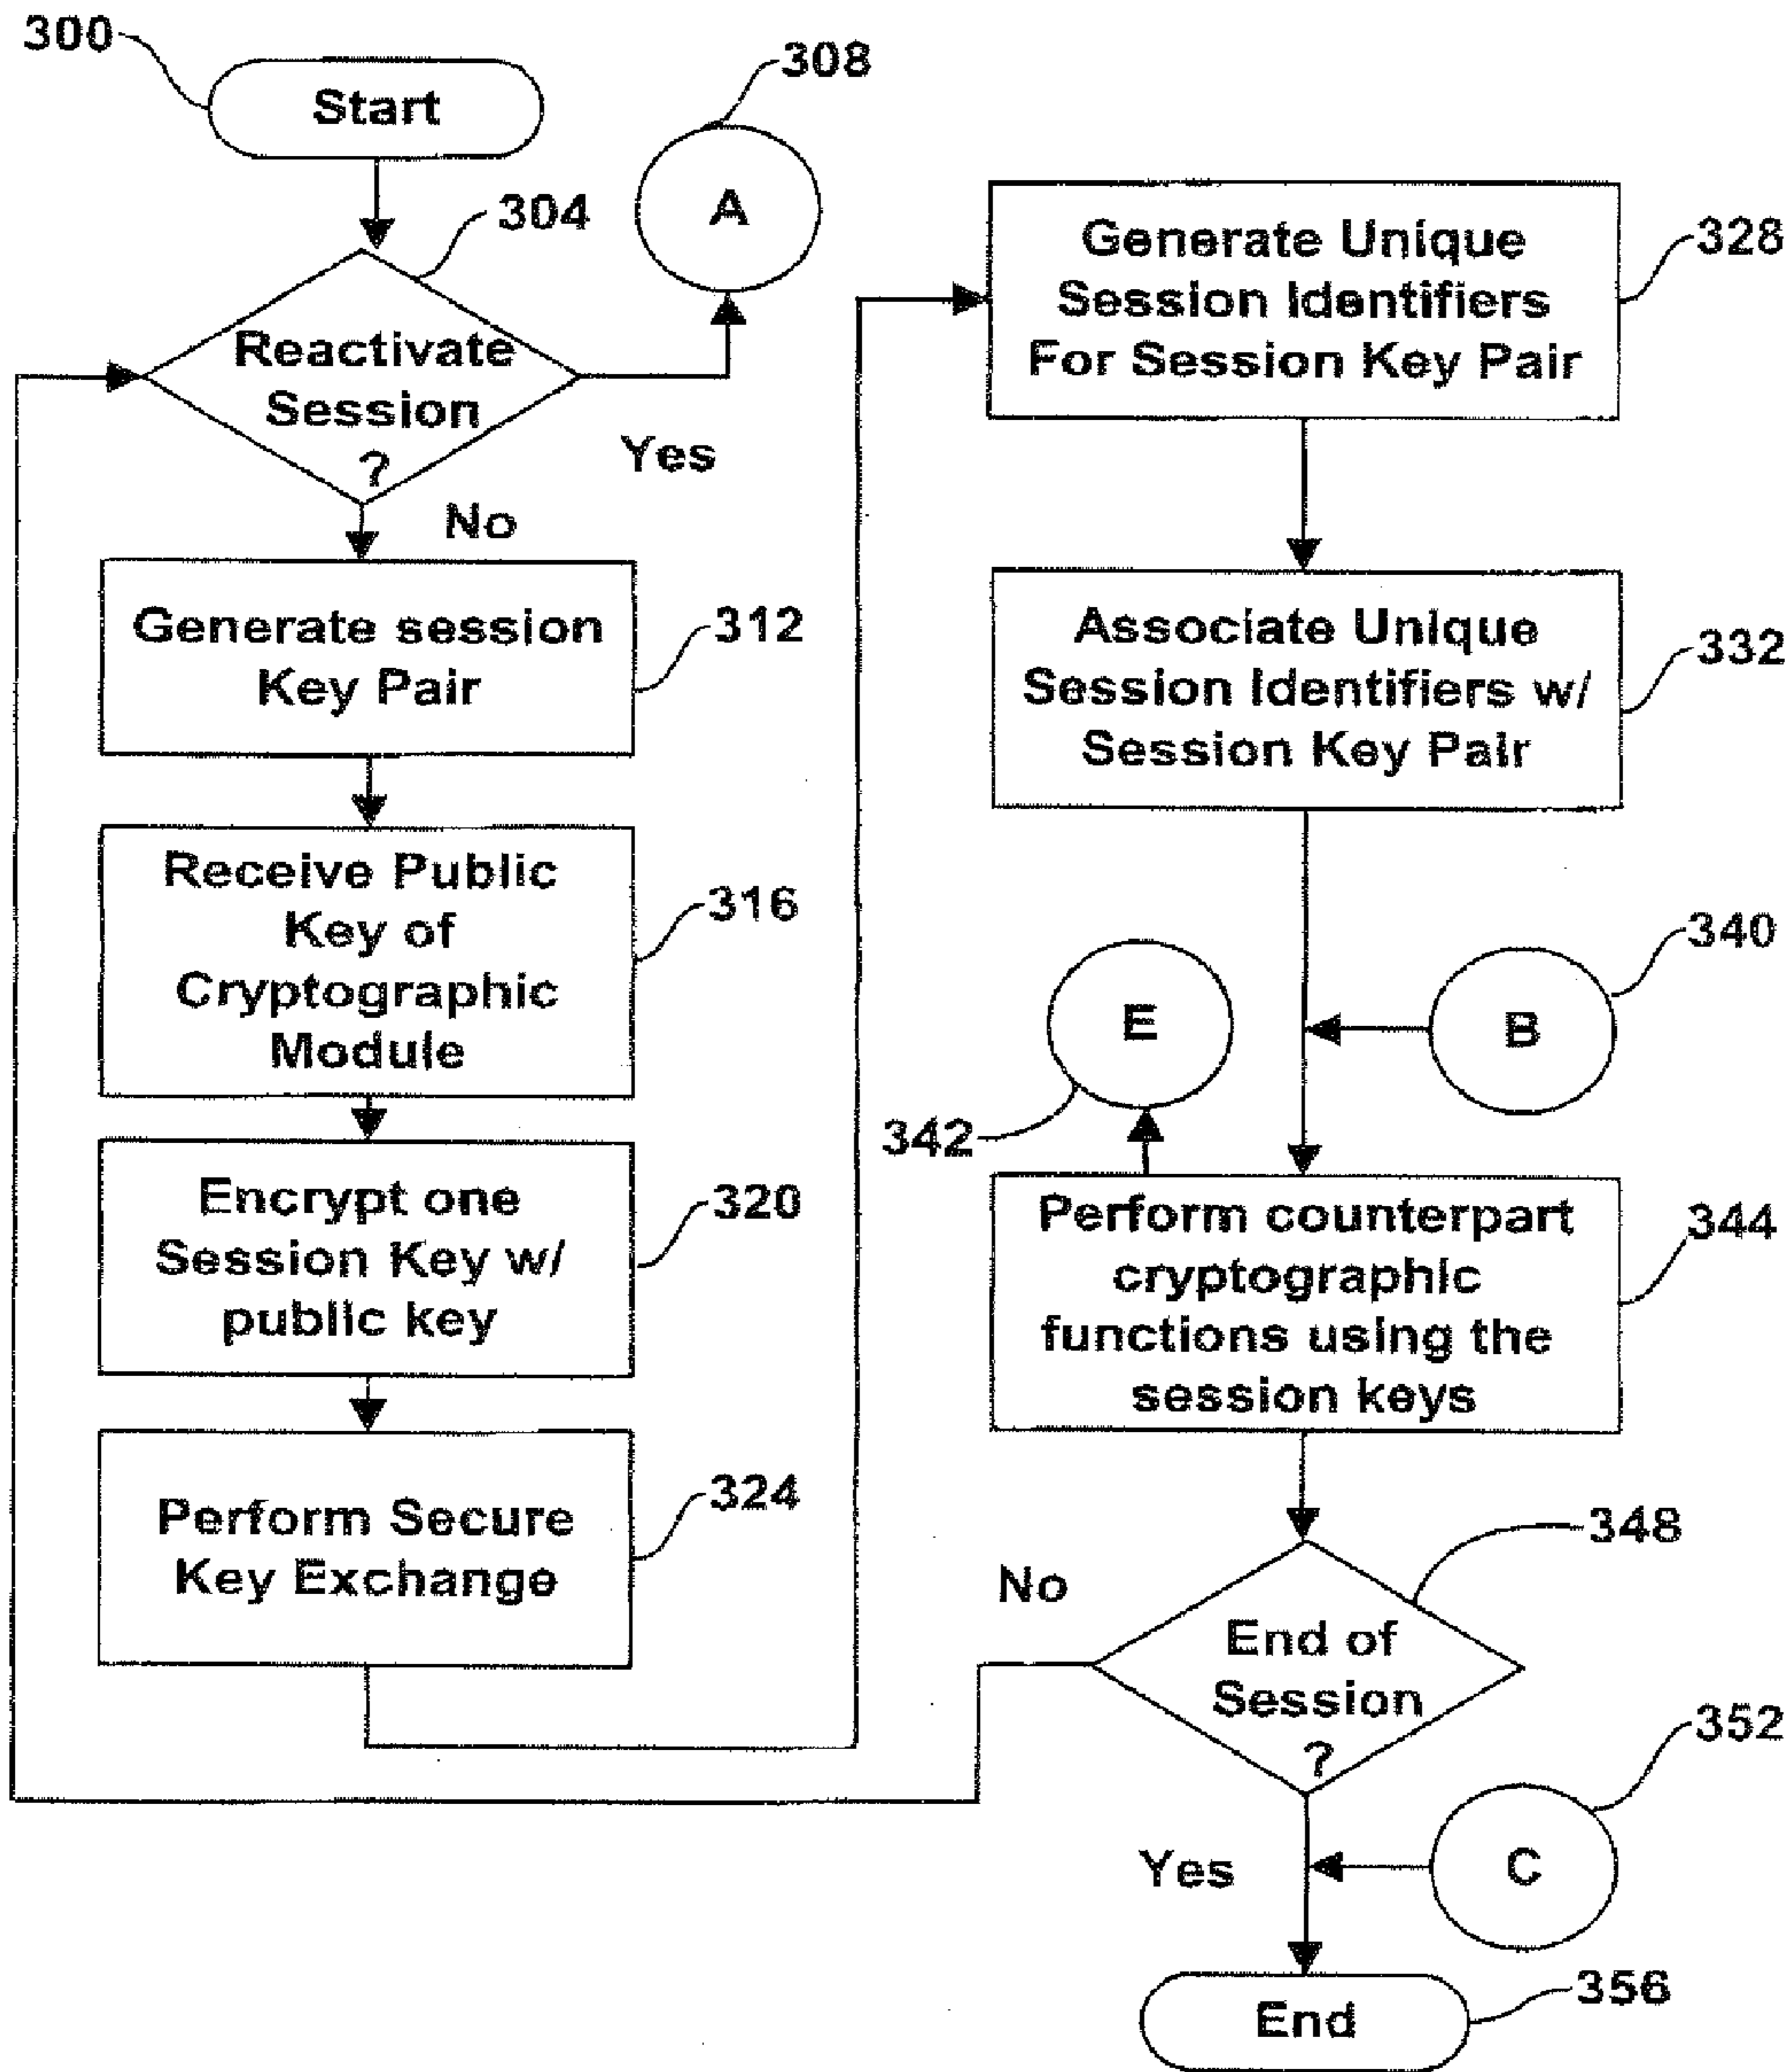 300
Start
308
A
304
Reactivate
Session
?
Yes
No
Generate session
Key Pair
312
Receive Public
Key of
Cryptographic
Module
316
Encrypt one
Session Key w/
public key
320
Perform Secure
Key Exchange
324
Generate Unique
Session Identifiers
For Session Key Pair
328
Associate Unique
Session Identifiers w/
Session Key Pair
332
340
B
E
342
Perform counterpart
cryptographic
functions using the
session keys
344
348
No
End of
Session
?
352
C
Yes
End
356